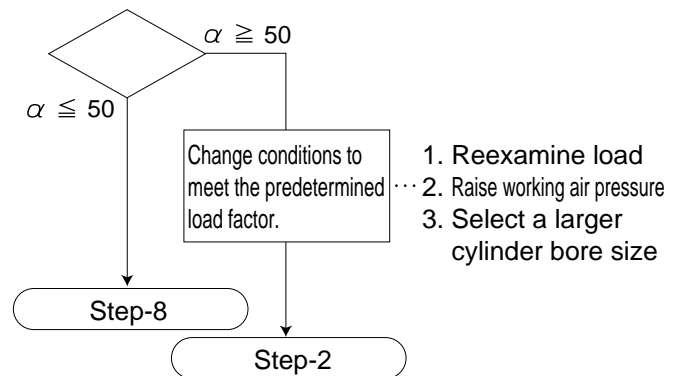 α ≧ 50
α ≦ 50
Change conditions to
meet the predetermined
load factor.
··· 
1. Reexamine load
2. Raise working air pressure
3. Select a larger
cylinder bore size
Step-8
Step-2